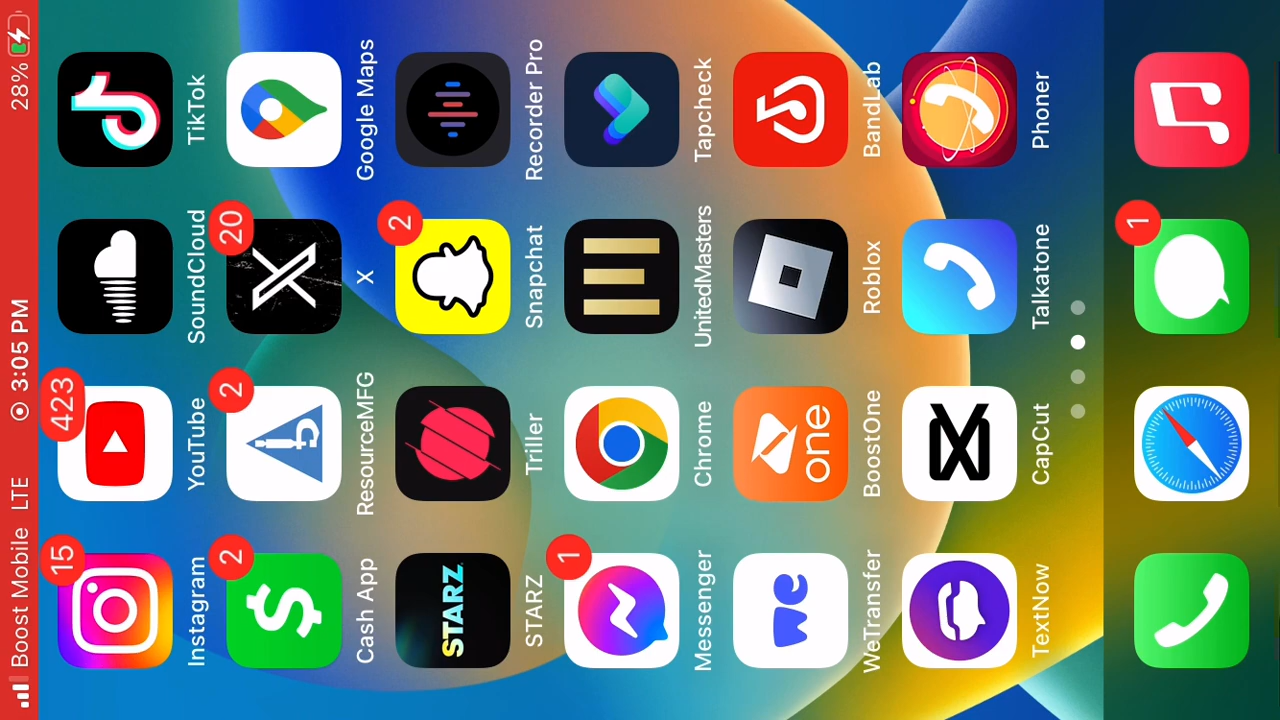 Boost Mobile LTE 3:05 PM 28%
15 423
Instagram YouTube SoundCloud TikTok
2 2 20
Cash App ResourceMFG X Google Maps
STARZ
2
STARZ Triller Snapchat Recorder Pro
1
Messenger Chrome UnitedMasters Tapcheck
we one
WeTransfer BoostOne Roblox BandLab
TextNow CapCut Talkatone Phoner
1